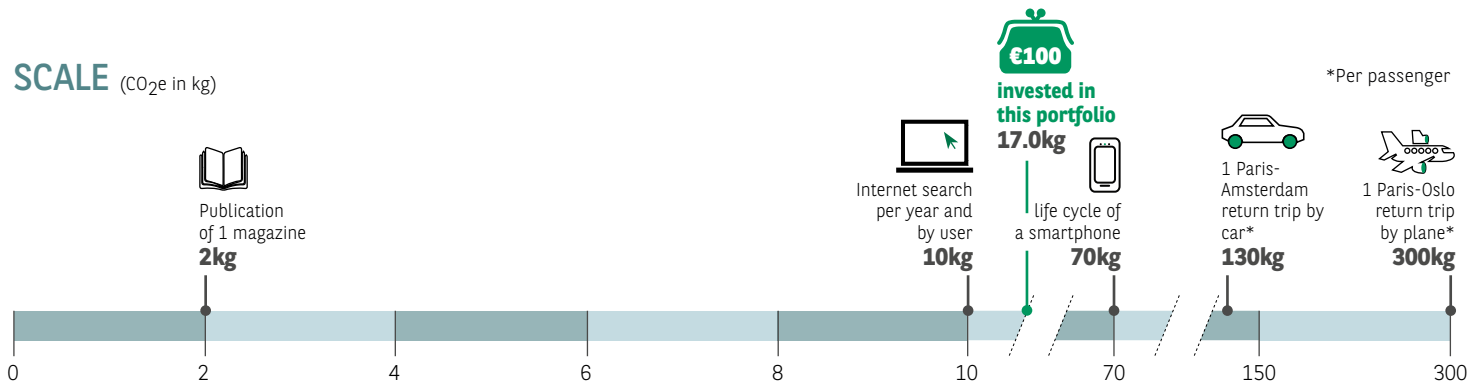 SCALE (CO2e in kg)
€100
invested in
this portfolio
17.0kg
*Per passenger
Publication
of 1 magazine
2kg
Internet search
per year and
by user
10kg
life cycle of
a smartphone
70kg
1 Paris-
Amsterdam
return trip by
car*
130kg
1 Paris-Oslo
return trip
by plane*
300kg
0 2 4 6 8 10 70 150 300